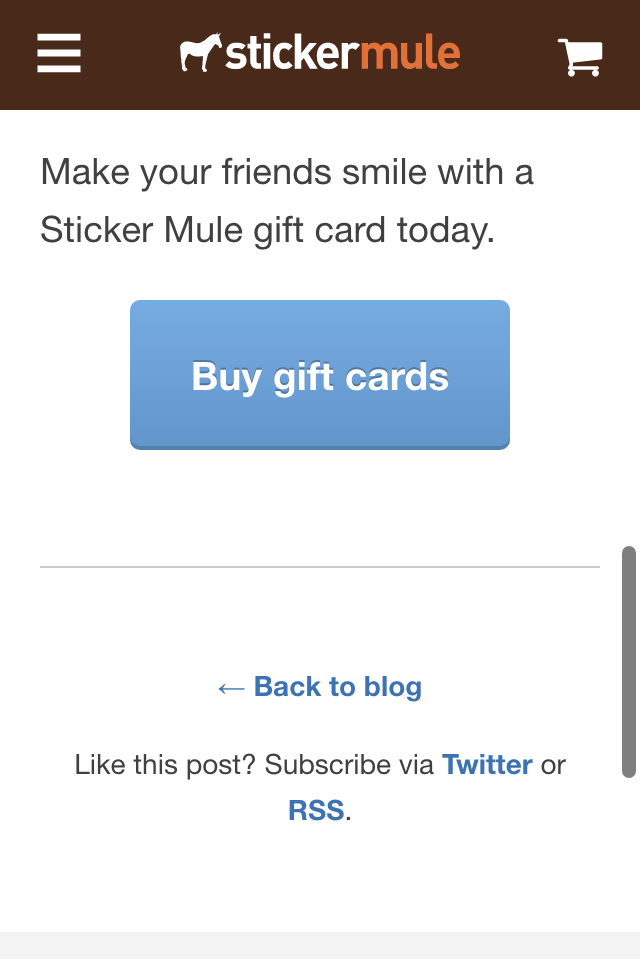 stickermule
Make your friends smile with a
Sticker Mule gift card today.
Buy gift cards
← Back to blog
Like this post? Subscribe via Twitter or
RSS.